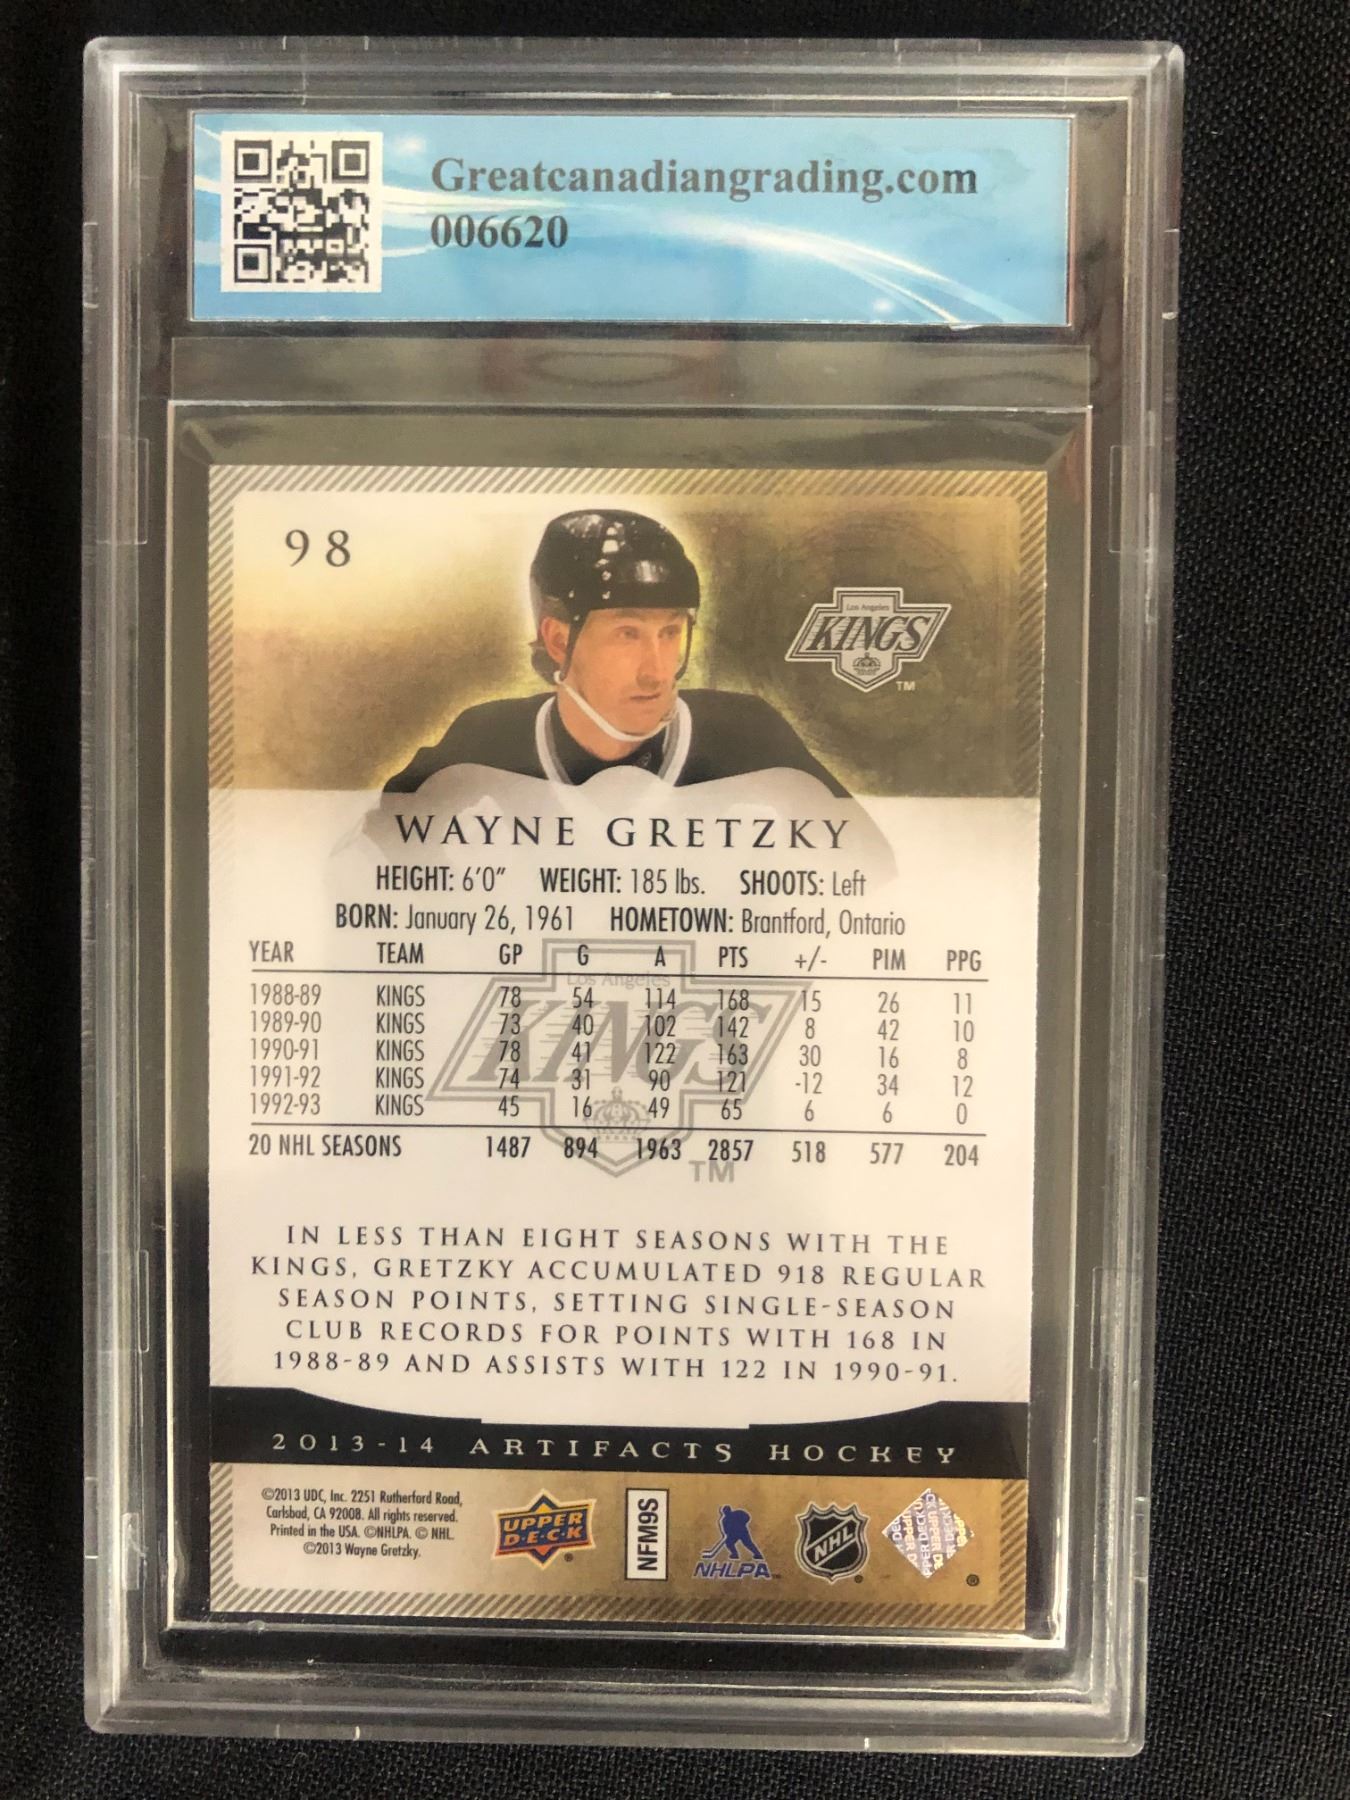 Greatcanadiangrading.com
006620
98
Los Angeles
KINGS
TM
WAYNE GRETZKY
HEIGHT: 6'0" WEIGHT: 185 lbs. SHOOTS: Left
BORN: January 26, 1961 HOMETOWN: Brantford, Ontario
YEAR TEAM GP G A PTS +/- PIM PPG
1988-89 KINGS 78 54 114 168 15 26 11
1989-90 KINGS 73 40 102 142 8 42 10
1990-91 KINGS 78 41 122 163 30 16 8
1991-92 KINGS 74 31 90 121 -12 34 12
1992-93 KINGS 45 16 49 65 6 6 0
20 NHL SEASONS 1487 894 1963 2857 518 577 204
Los Angeles
KINGS
TM
IN LESS THAN EIGHT SEASONS WITH THE
KINGS, GRETZKY ACCUMULATED 918 REGULAR
SEASON POINTS, SETTING SINGLE-SEASON
CLUB RECORDS FOR POINTS WITH 168 IN
1988-89 AND ASSISTS WITH 122 IN 1990-91.
2013-14 ARTIFACTS HOCKEY
©2013 UDC, Inc. 2251 Rutherford Road,
Carlsbad, CA 92008. All rights reserved.
Printed in the USA. ©NHLPA. © NHL.
©2013 Wayne Gretzky.
UPPER
D·E·C·K
NFM9S
NHLPA
NHL